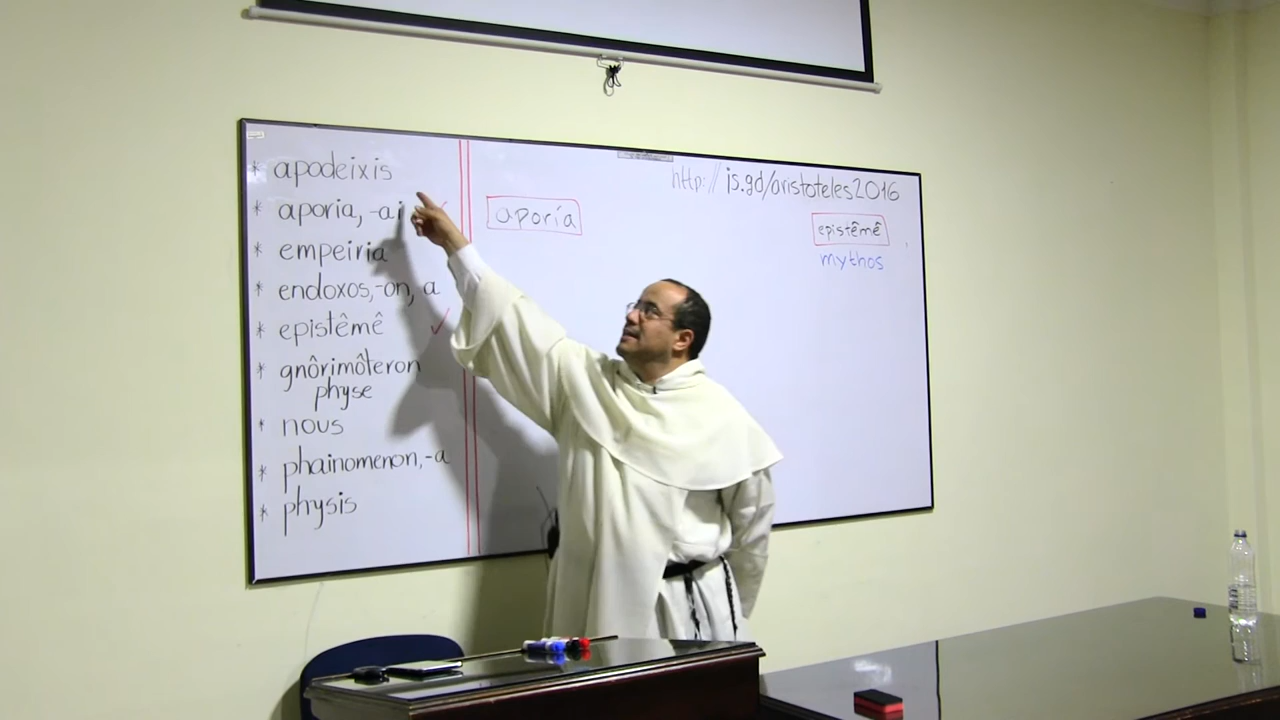 * apodeixis
* aporia, -ai
* empeiria
* endoxos, -on, a
* epistêmê ✓
* gnôrimôteron
physe
* nous
* phainomenon, -a
* physis
aporía
http://is.gd/aristoteles2016
epistêmê
mythos